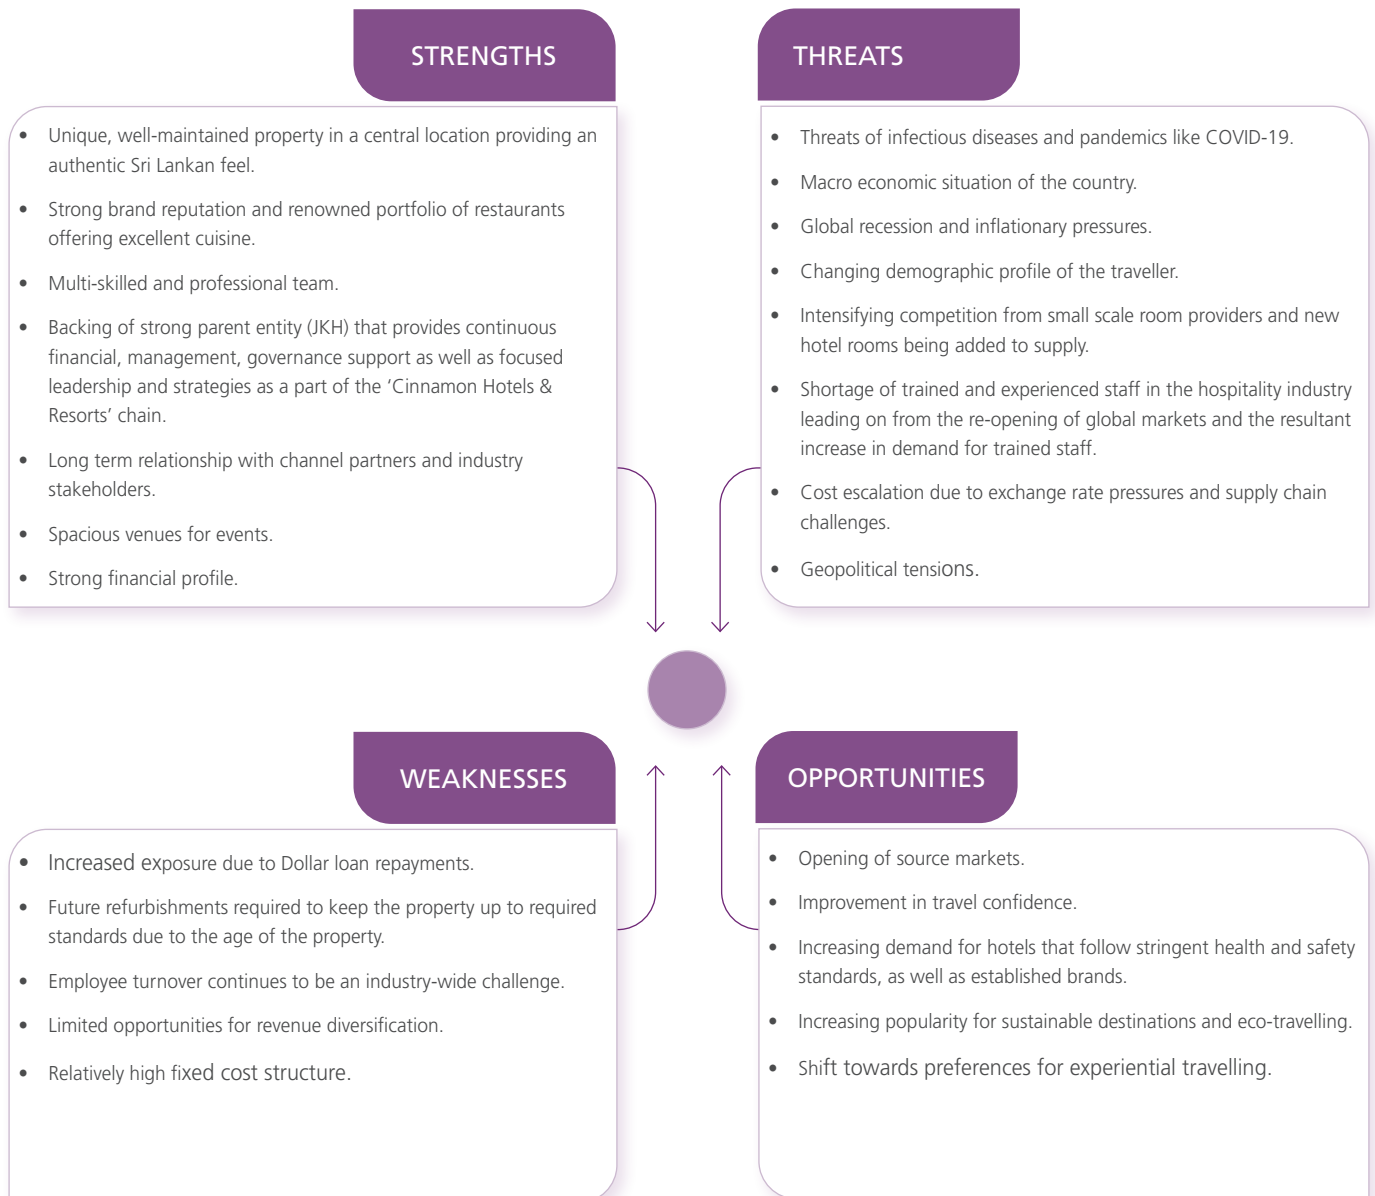 STRENGTHS
• Unique, well-maintained property in a central location providing an
authentic Sri Lankan feel.
• Strong brand reputation and renowned portfolio of restaurants
offering excellent cuisine.
• Multi-skilled and professional team.
• Backing of strong parent entity (JKH) that provides continuous
financial, management, governance support as well as focused
leadership and strategies as a part of the ‘Cinnamon Hotels &
Resorts’ chain.
• Long term relationship with channel partners and industry
stakeholders.
• Spacious venues for events.
• Strong financial profile.
THREATS
• Threats of infectious diseases and pandemics like COVID-19.
• Macro economic situation of the country.
• Global recession and inflationary pressures.
• Changing demographic profile of the traveller.
• Intensifying competition from small scale room providers and new
hotel rooms being added to supply.
• Shortage of trained and experienced staff in the hospitality industry
leading on from the re-opening of global markets and the resultant
increase in demand for trained staff.
• Cost escalation due to exchange rate pressures and supply chain
challenges.
• Geopolitical tensions.
WEAKNESSES
• Increased exposure due to Dollar loan repayments.
• Future refurbishments required to keep the property up to required
standards due to the age of the property.
• Employee turnover continues to be an industry-wide challenge.
• Limited opportunities for revenue diversification.
• Relatively high fixed cost structure.
OPPORTUNITIES
• Opening of source markets.
• Improvement in travel confidence.
• Increasing demand for hotels that follow stringent health and safety
standards, as well as established brands.
• Increasing popularity for sustainable destinations and eco-travelling.
• Shift towards preferences for experiential travelling.